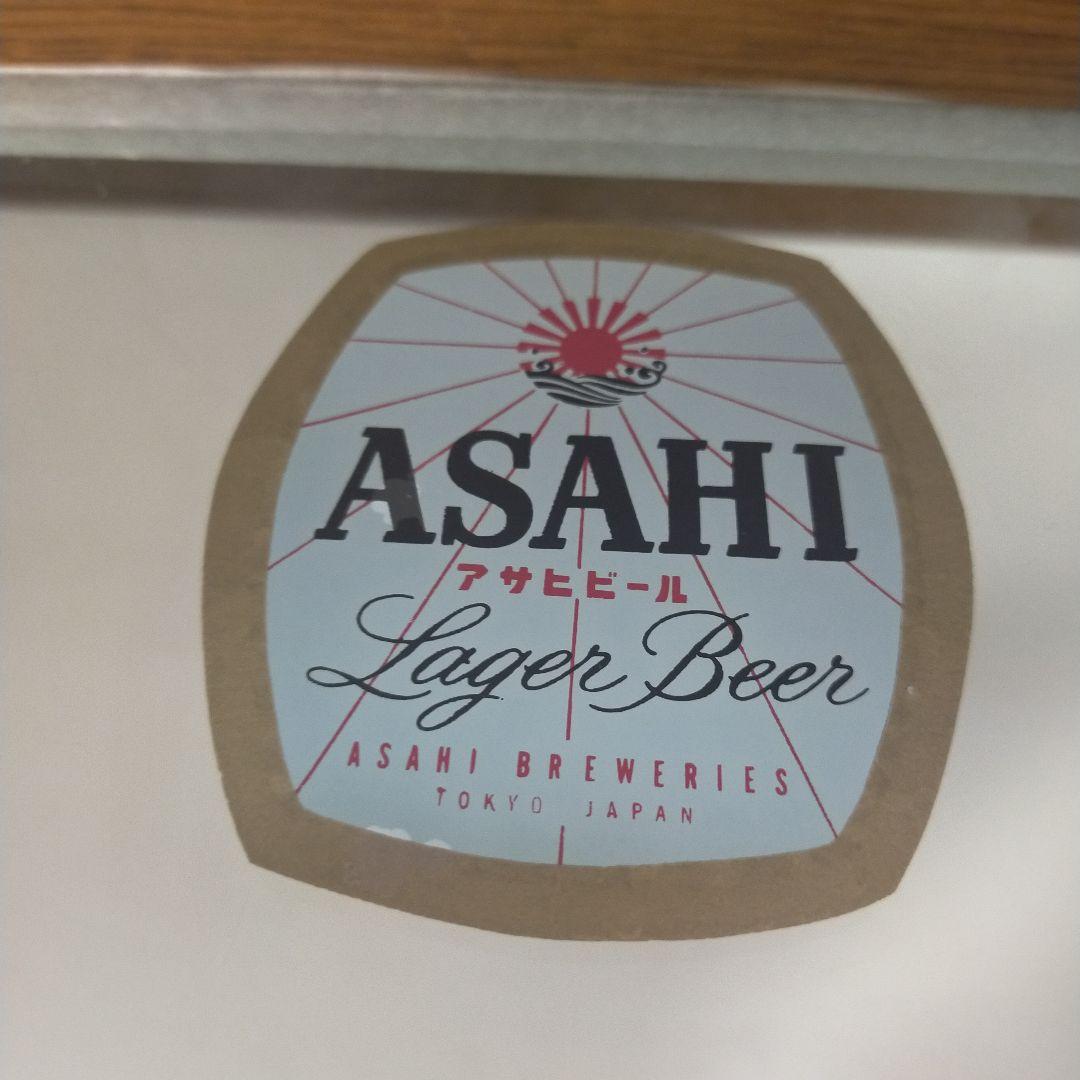 ASAHI
アサヒビール
Lager Beer
ASAHI BREWERIES
TOKYO JAPAN